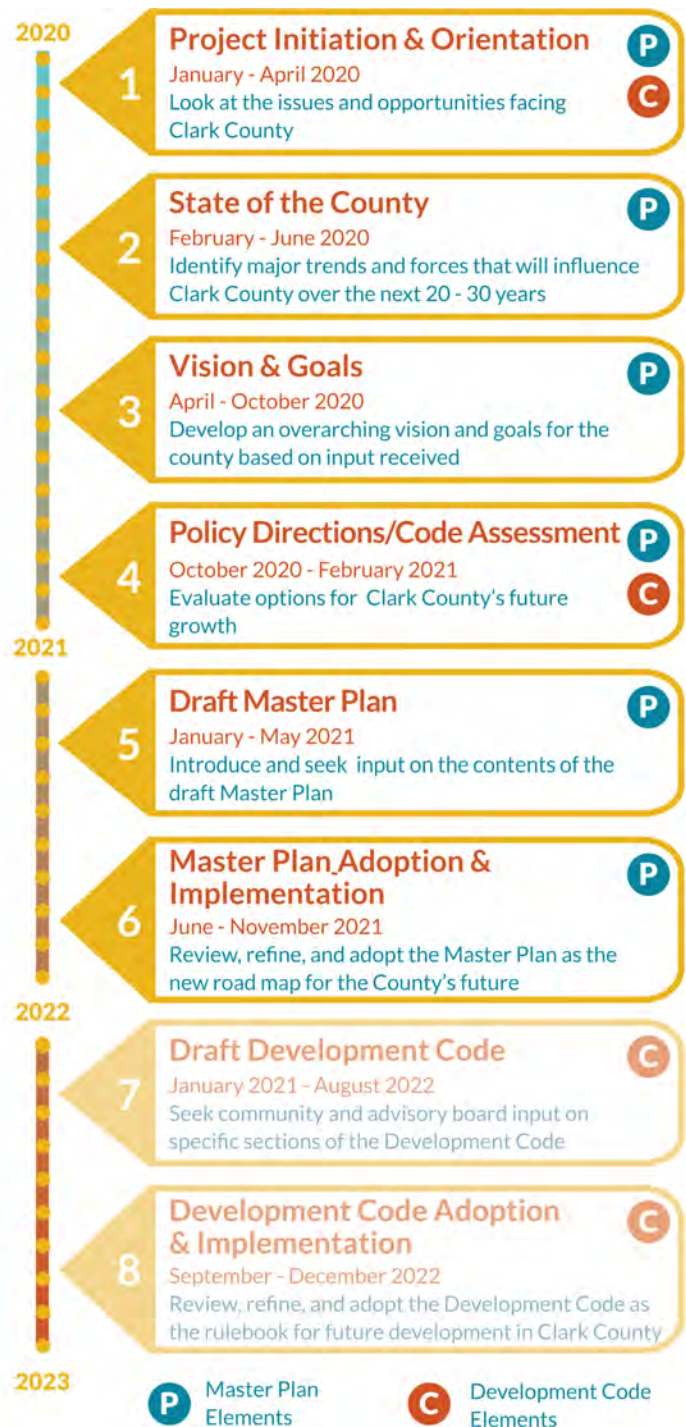 2020
1
Project Initiation & Orientation
P
January - April 2020
C
Look at the issues and opportunities facing
Clark County
2
State of the County
P
February - June 2020
Identify major trends and forces that will influence
Clark County over the next 20 - 30 years
3
Vision & Goals
P
April - October 2020
Develop an overarching vision and goals for the
county based on input received
4
Policy Directions/Code Assessment
P
October 2020 - February 2021
C
Evaluate options for Clark County's future
growth
2021
5
Draft Master Plan
P
January - May 2021
Introduce and seek input on the contents of the
draft Master Plan
6
Master Plan Adoption &
Implementation
P
June - November 2021
Review, refine, and adopt the Master Plan as the
new road map for the County's future
2022
7
Draft Development Code
C
January 2021 - August 2022
Seek community and advisory board input on
specific sections of the Development Code
8
Development Code Adoption
& Implementation
C
September - December 2022
Review, refine, and adopt the Development Code as
the rulebook for future development in Clark County
2023
P
Master Plan
Elements
C
Development Code
Elements